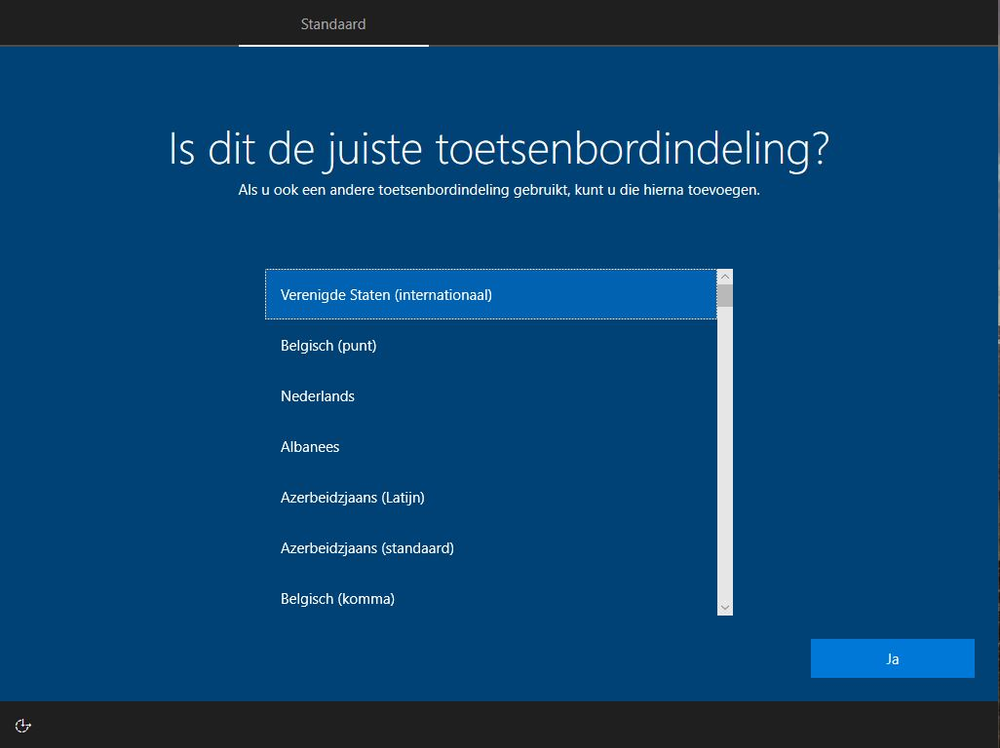 Standaard
Is dit de juiste toetsenbordindeling?
Als u ook een andere toetsenbordindeling gebruikt, kunt u die hierna toevoegen.
Verenigde Staten (internationaal)
Belgisch (punt)
Nederlands
Albanees
Azerbeidzjaans (Latijn)
Azerbeidzjaans (standaard)
Belgisch (komma)
Ja